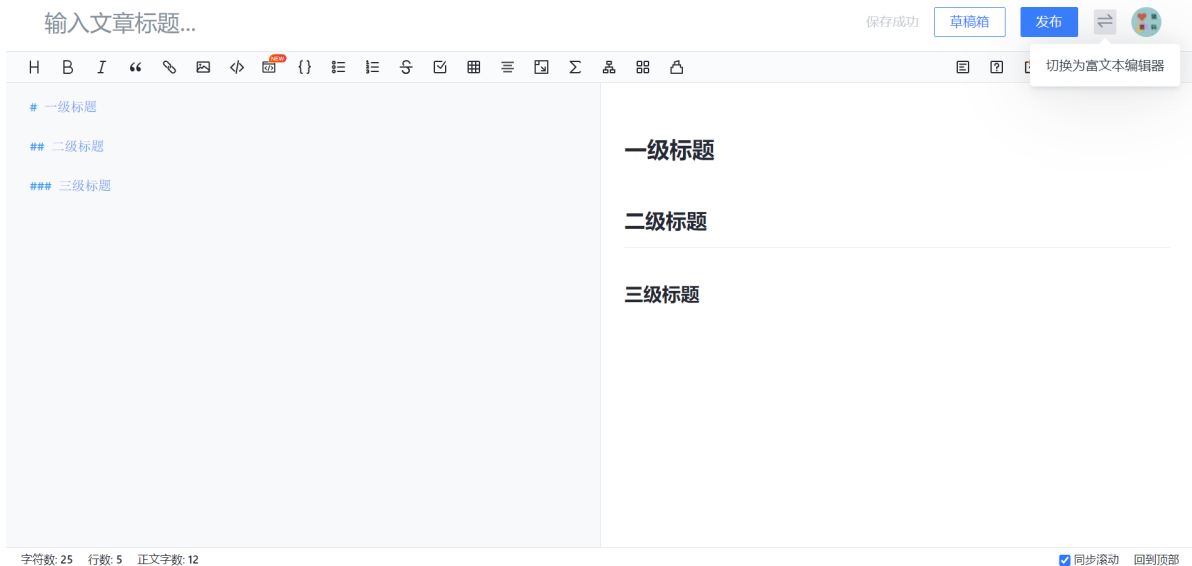 输入文章标题...
保存成功 草稿箱 发布
切换为富文本编辑器
H B I NEW
# 一级标题
## 二级标题
### 三级标题
一级标题
二级标题
三级标题
字符数: 25 行数: 5 正文字数: 12
同步滚动 回到顶部